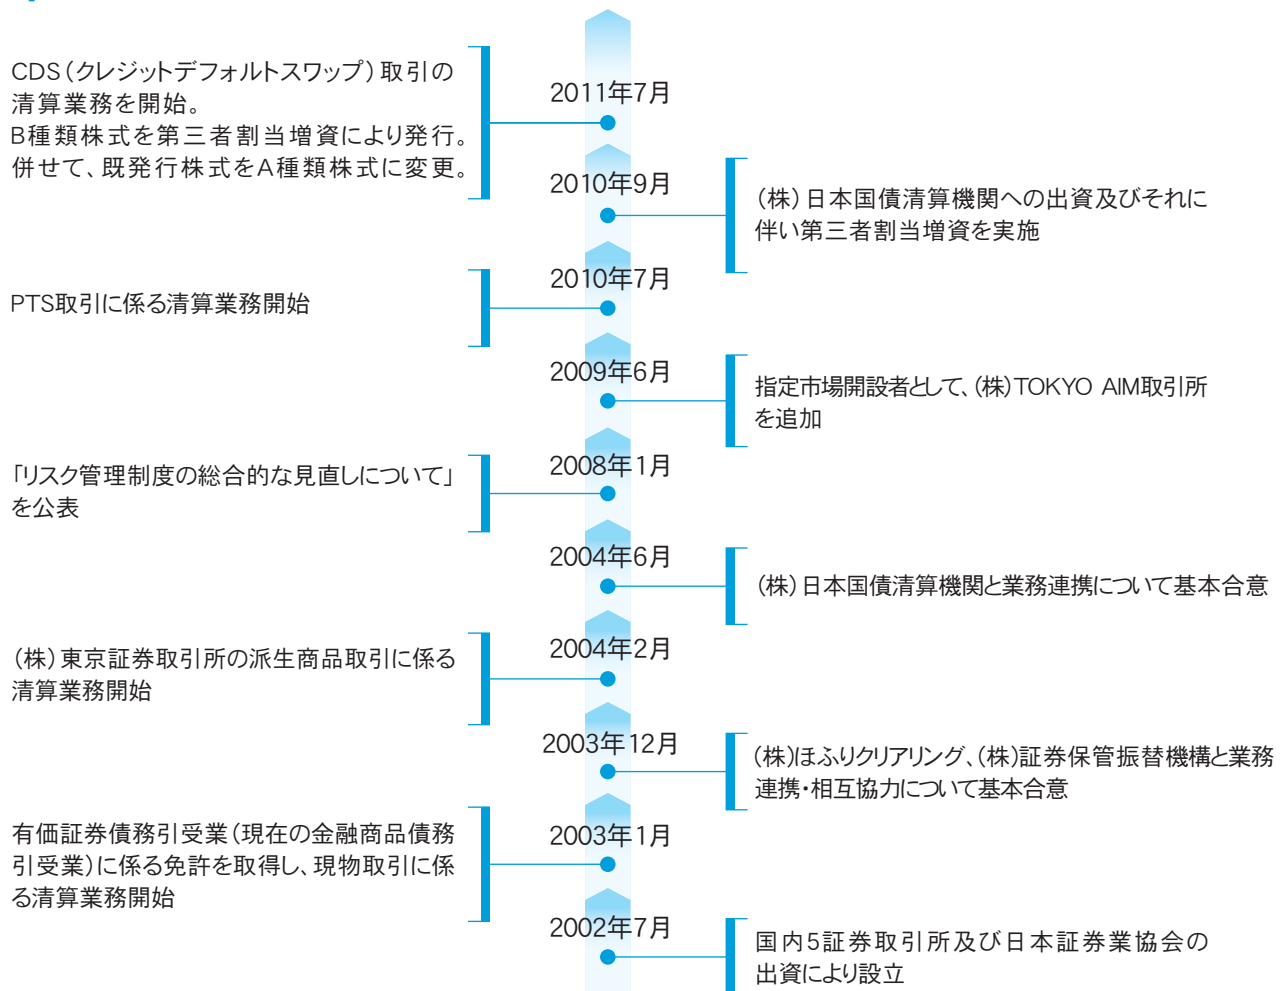 2011年7月
CDS（クレジットデフォルトスワップ）取引の
清算業務を開始。
B種類株式を第三者割当増資により発行。
併せて、既発行株式をA種類株式に変更。
2010年9月
（株）日本国債清算機関への出資及びそれに
伴い第三者割当増資を実施
2010年7月
PTS取引に係る清算業務開始
2009年6月
指定市場開設者として、（株）TOKYO AIM取引所
を追加
2008年1月
「リスク管理制度の総合的な見直しについて」
を公表
2004年6月
（株）日本国債清算機関と業務連携について基本合意
2004年2月
（株）東京証券取引所の派生商品取引に係る
清算業務開始
2003年12月
（株）ほふりクリアリング、（株）証券保管振替機構と業務
連携・相互協力について基本合意
2003年1月
有価証券債務引受業（現在の金融商品債務
引受業）に係る免許を取得し、現物取引に係
る清算業務開始
2002年7月
国内5証券取引所及び日本証券業協会の
出資により設立